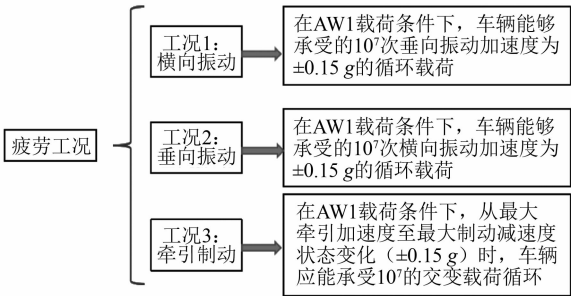 疲劳工况
工况1:
横向振动
在AW1载荷条件下，车辆能够
承受的10⁷次垂向振动加速度为
±0.15 g的循环载荷
工况2:
垂向振动
在AW1载荷条件下，车辆能够
承受的10⁷次横向振动加速度为
±0.15 g的循环载荷
工况3:
牵引制动
在AW1载荷条件下，从最大
牵引加速度至最大制动减速度
状态变化（±0.15 g）时，车辆
应能承受10⁷的交变载荷循环